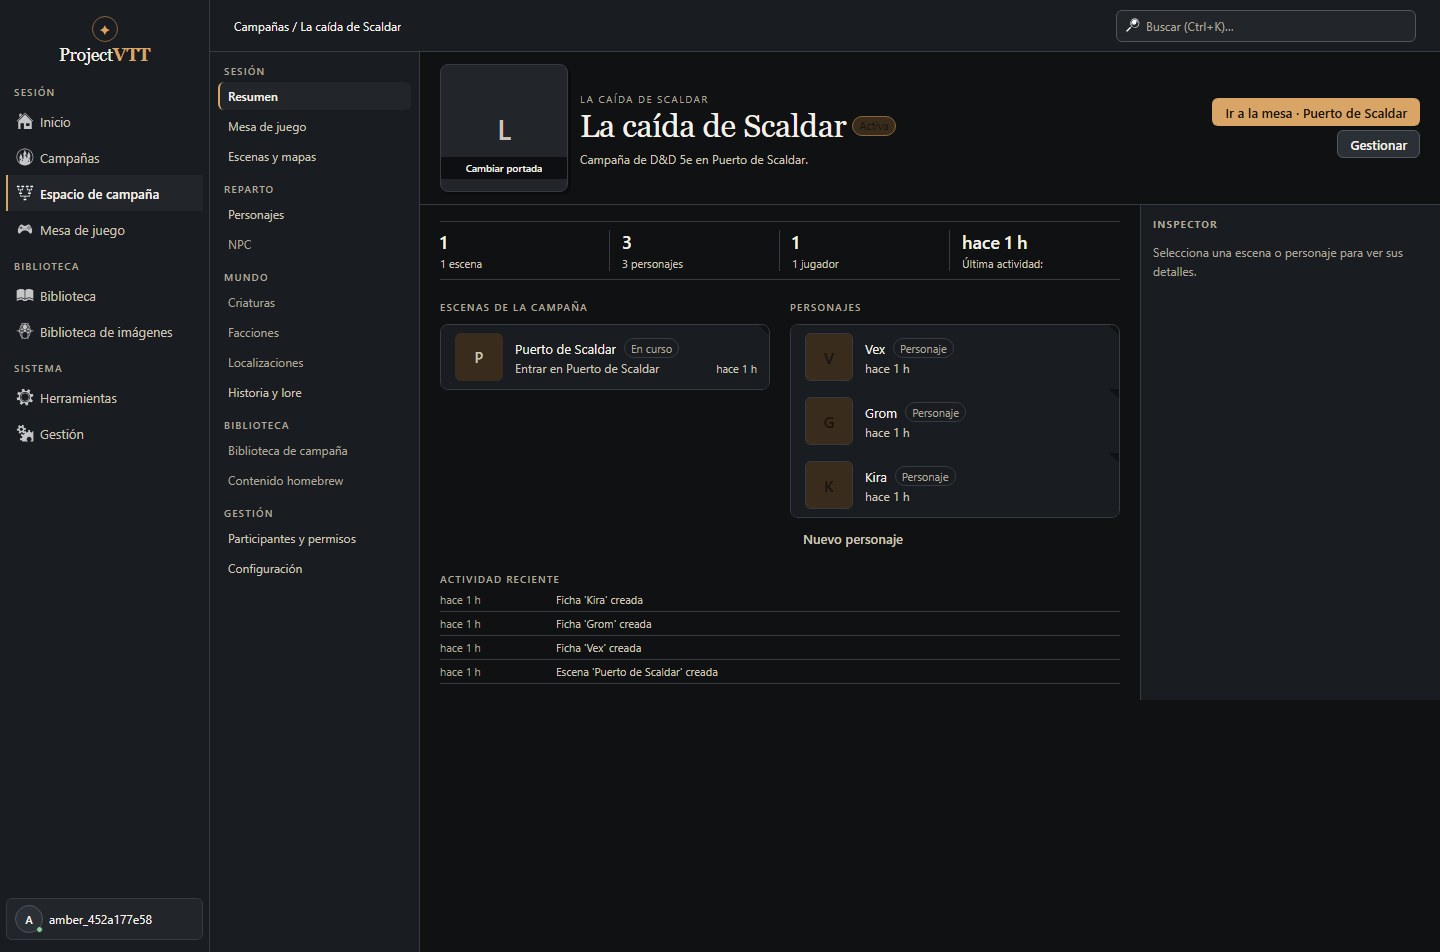 ProjectVTT
SESIÓN
Inicio
Campañas
Espacio de campaña
Mesa de juego
BIBLIOTECA
Biblioteca
Biblioteca de imágenes
SISTEMA
Herramientas
Gestión
A
amber_452a177e58
Campañas / La caída de Scaldar
Buscar (Ctrl+K)...
SESIÓN
Resumen
Mesa de juego
Escenas y mapas
REPARTO
Personajes
NPC
MUNDO
Criaturas
Facciones
Localizaciones
Historia y lore
BIBLIOTECA
Biblioteca de campaña
Contenido homebrew
GESTIÓN
Participantes y permisos
Configuración
L
Cambiar portada
LA CAÍDA DE SCALDAR
La caída de Scaldar Activa
Campaña de D&D 5e en Puerto de Scaldar.
Ir a la mesa · Puerto de Scaldar
Gestionar
1
1 escena
3
3 personajes
1
1 jugador
hace 1 h
Última actividad:
ESCENAS DE LA CAMPAÑA
P
Puerto de Scaldar En curso
Entrar en Puerto de Scaldar hace 1 h
PERSONAJES
V
Vex Personaje
hace 1 h
G
Grom Personaje
hace 1 h
K
Kira Personaje
hace 1 h
Nuevo personaje
ACTIVIDAD RECIENTE
hace 1 h Ficha 'Kira' creada
hace 1 h Ficha 'Grom' creada
hace 1 h Ficha 'Vex' creada
hace 1 h Escena 'Puerto de Scaldar' creada
INSPECTOR
Selecciona una escena o personaje para ver sus
detalles.